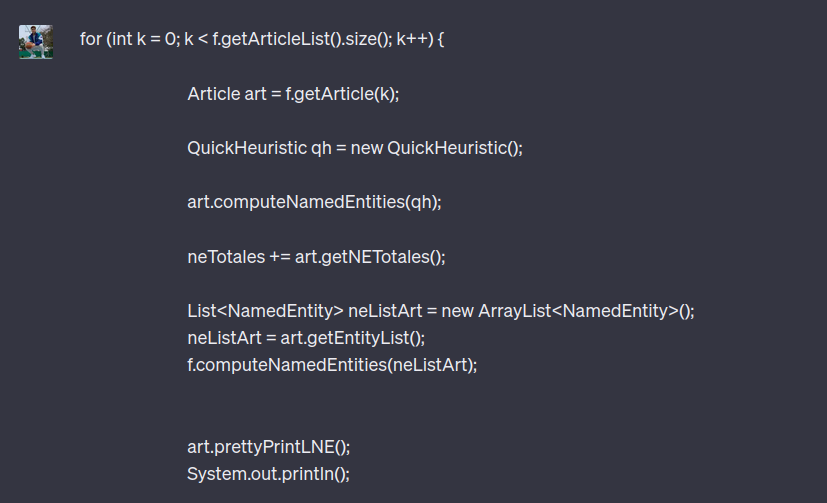 for (int k = 0; k < f.getArticleList().size(); k++) {
Article art = f.getArticle(k);
QuickHeuristic qh = new QuickHeuristic();
art.computeNamedEntities(qh);
neTotales += art.getNETotales();
List<NamedEntity> neListArt = new ArrayList<NamedEntity>();
neListArt = art.getEntityList();
f.computeNamedEntities(neListArt);
art.prettyPrintLNE();
System.out.println();